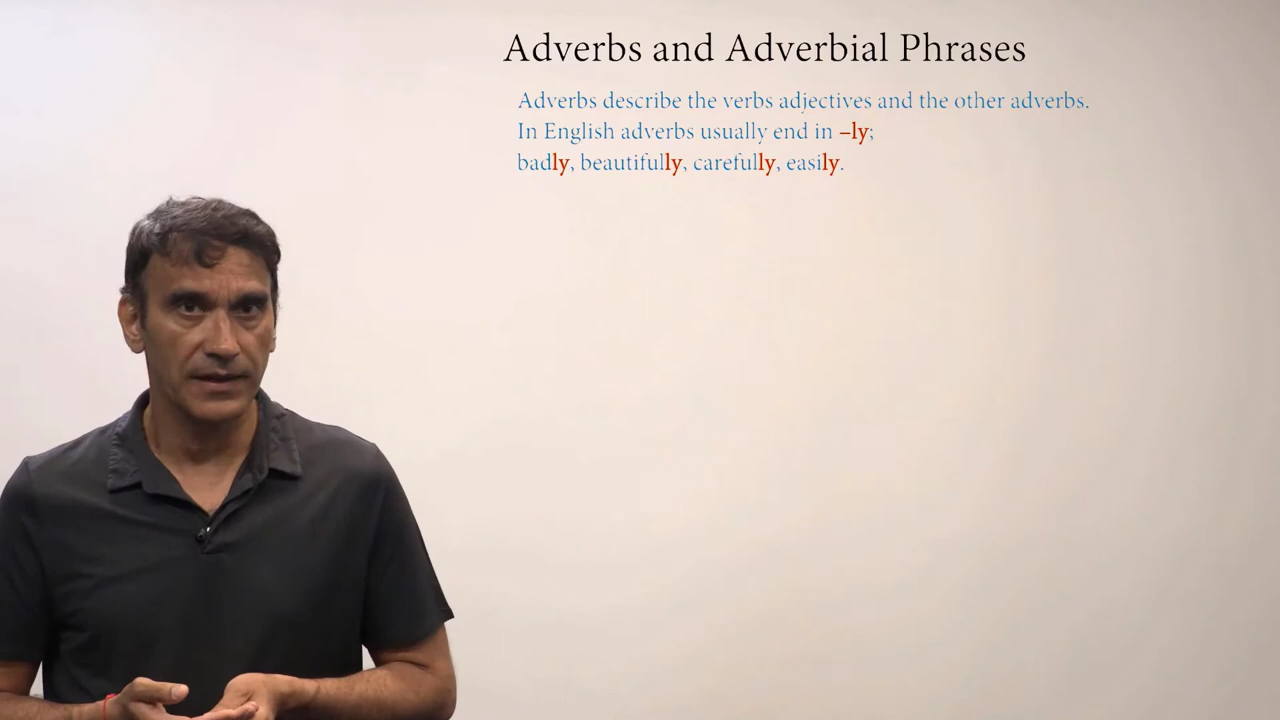 Adverbs and Adverbial Phrases
Adverbs describe the verbs adjectives and the other adverbs.
In English adverbs usually end in –ly;
badly, beautifully, carefully, easily.